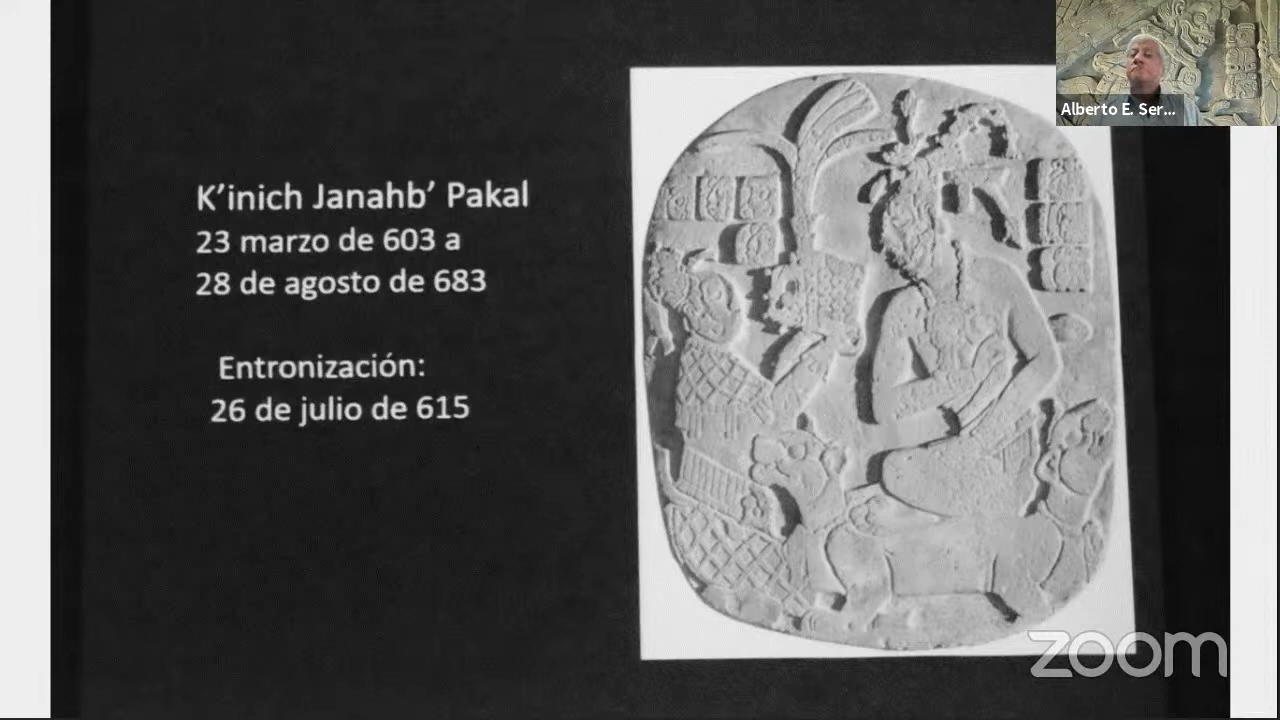 K’inich Janahb’ Pakal
23 marzo de 603 a
28 de agosto de 683
Entronización:
26 de julio de 615
Alberto E. Ser...
zoom